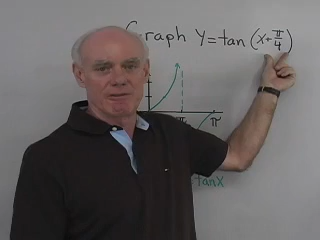 Graph y=tan(x+π/4)
π
tanx